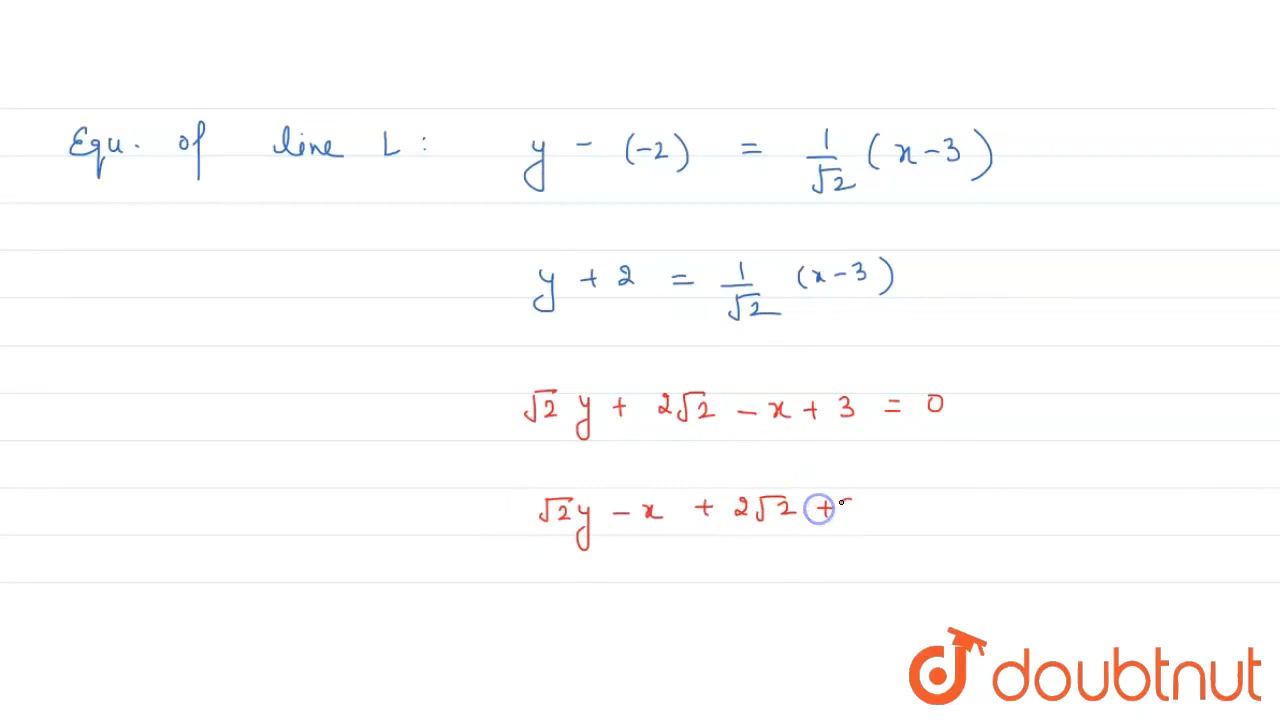 Equ. of line L : y - (-2) = 1/√2 (x-3)
y + 2 = 1/√2 (x-3)
√2 y + 2√2 - x + 3 = 0
√2y - x + 2√2 +
doubtnut